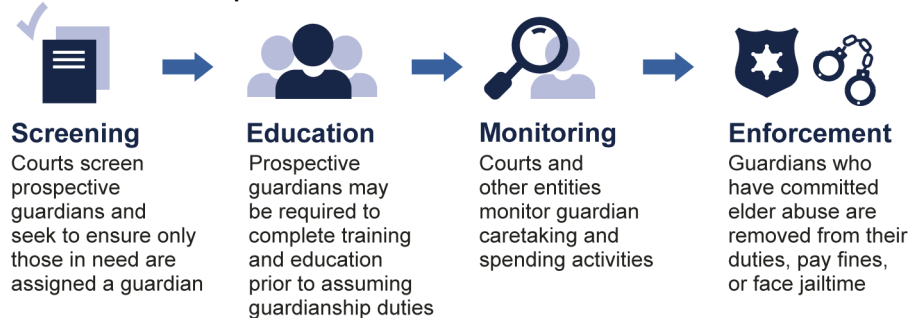 Screening
Courts screen
prospective
guardians and
seek to ensure only
those in need are
assigned a guardian
Education
Prospective
guardians may
be required to
complete training
and education
prior to assuming
guardianship duties
Monitoring
Courts and
other entities
monitor guardian
caretaking and
spending activities
Enforcement
Guardians who
have committed
elder abuse are
removed from their
duties, pay fines,
or face jailtime